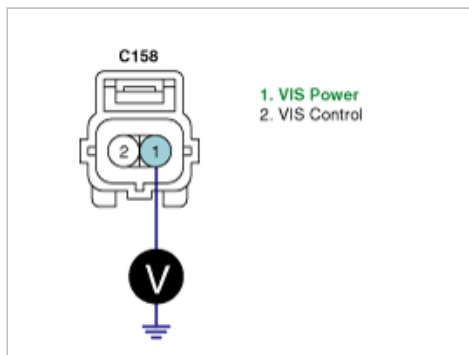 C158
1. VIS Power
2. VIS Control
2 1
V